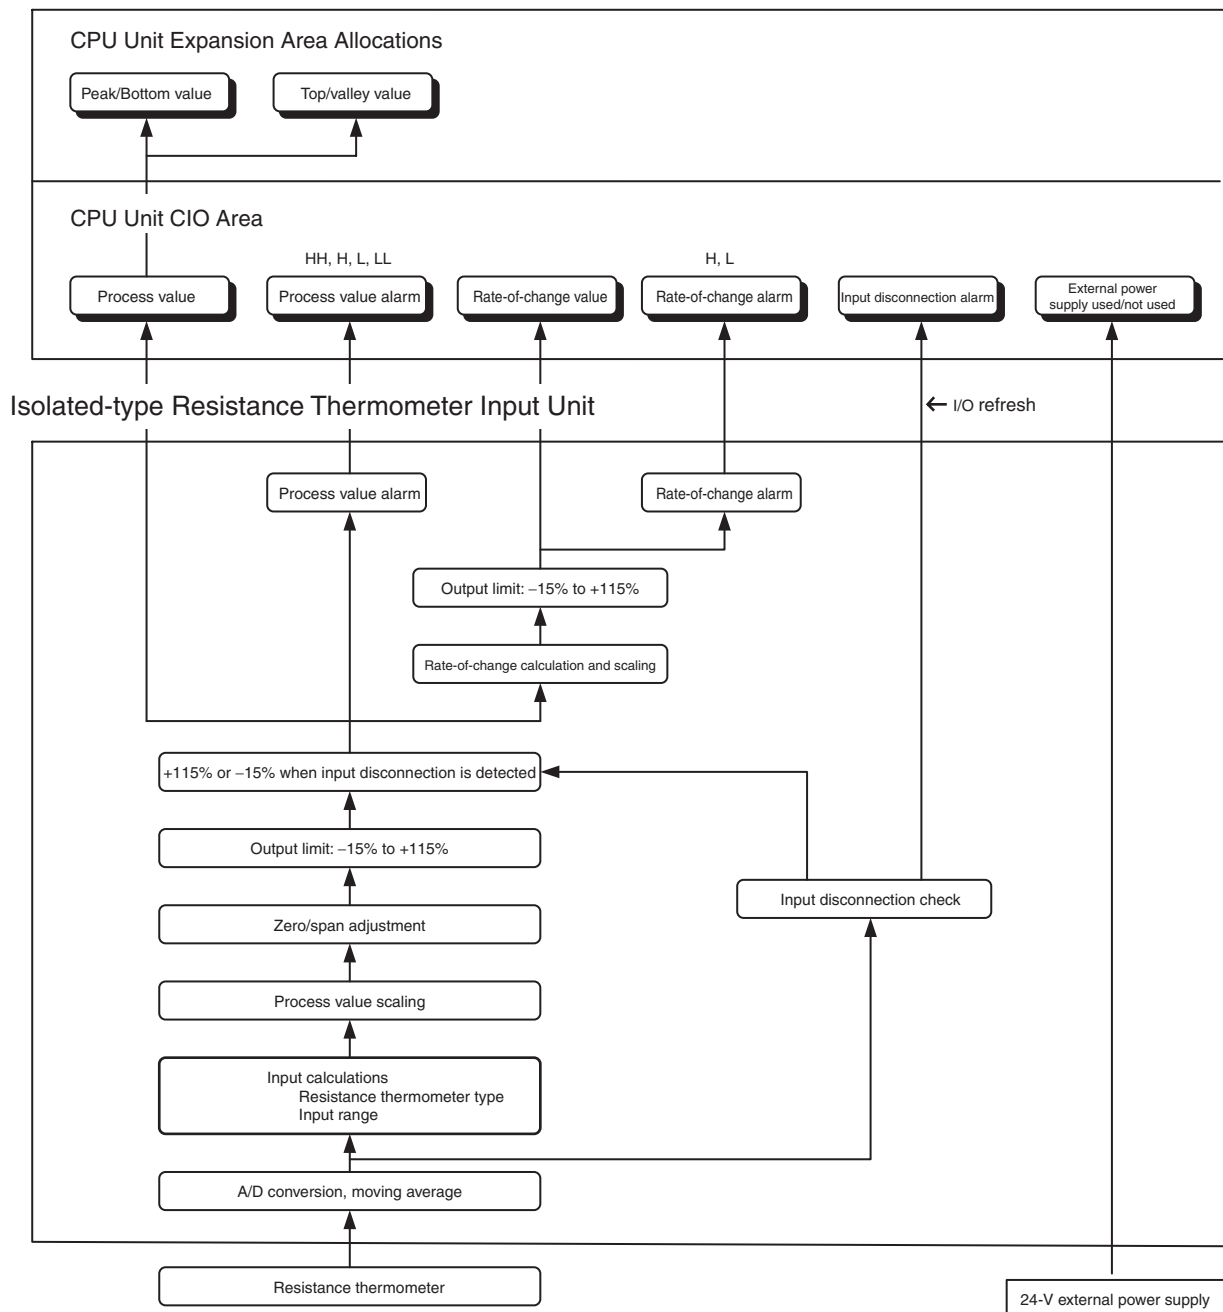 CPU Unit Expansion Area Allocations
Peak/Bottom value
Top/valley value
CPU Unit CIO Area
HH, H, L, LL
H, L
Process value
Process value alarm
Rate-of-change value
Rate-of-change alarm
Input disconnection alarm
External power
supply used/not used
Isolated-type Resistance Thermometer Input Unit
← I/O refresh
Process value alarm
Rate-of-change alarm
Output limit: −15% to +115%
Rate-of-change calculation and scaling
+115% or −15% when input disconnection is detected
Output limit: −15% to +115%
Input disconnection check
Zero/span adjustment
Process value scaling
Input calculations
Resistance thermometer type
Input range
A/D conversion, moving average
Resistance thermometer
24-V external power supply